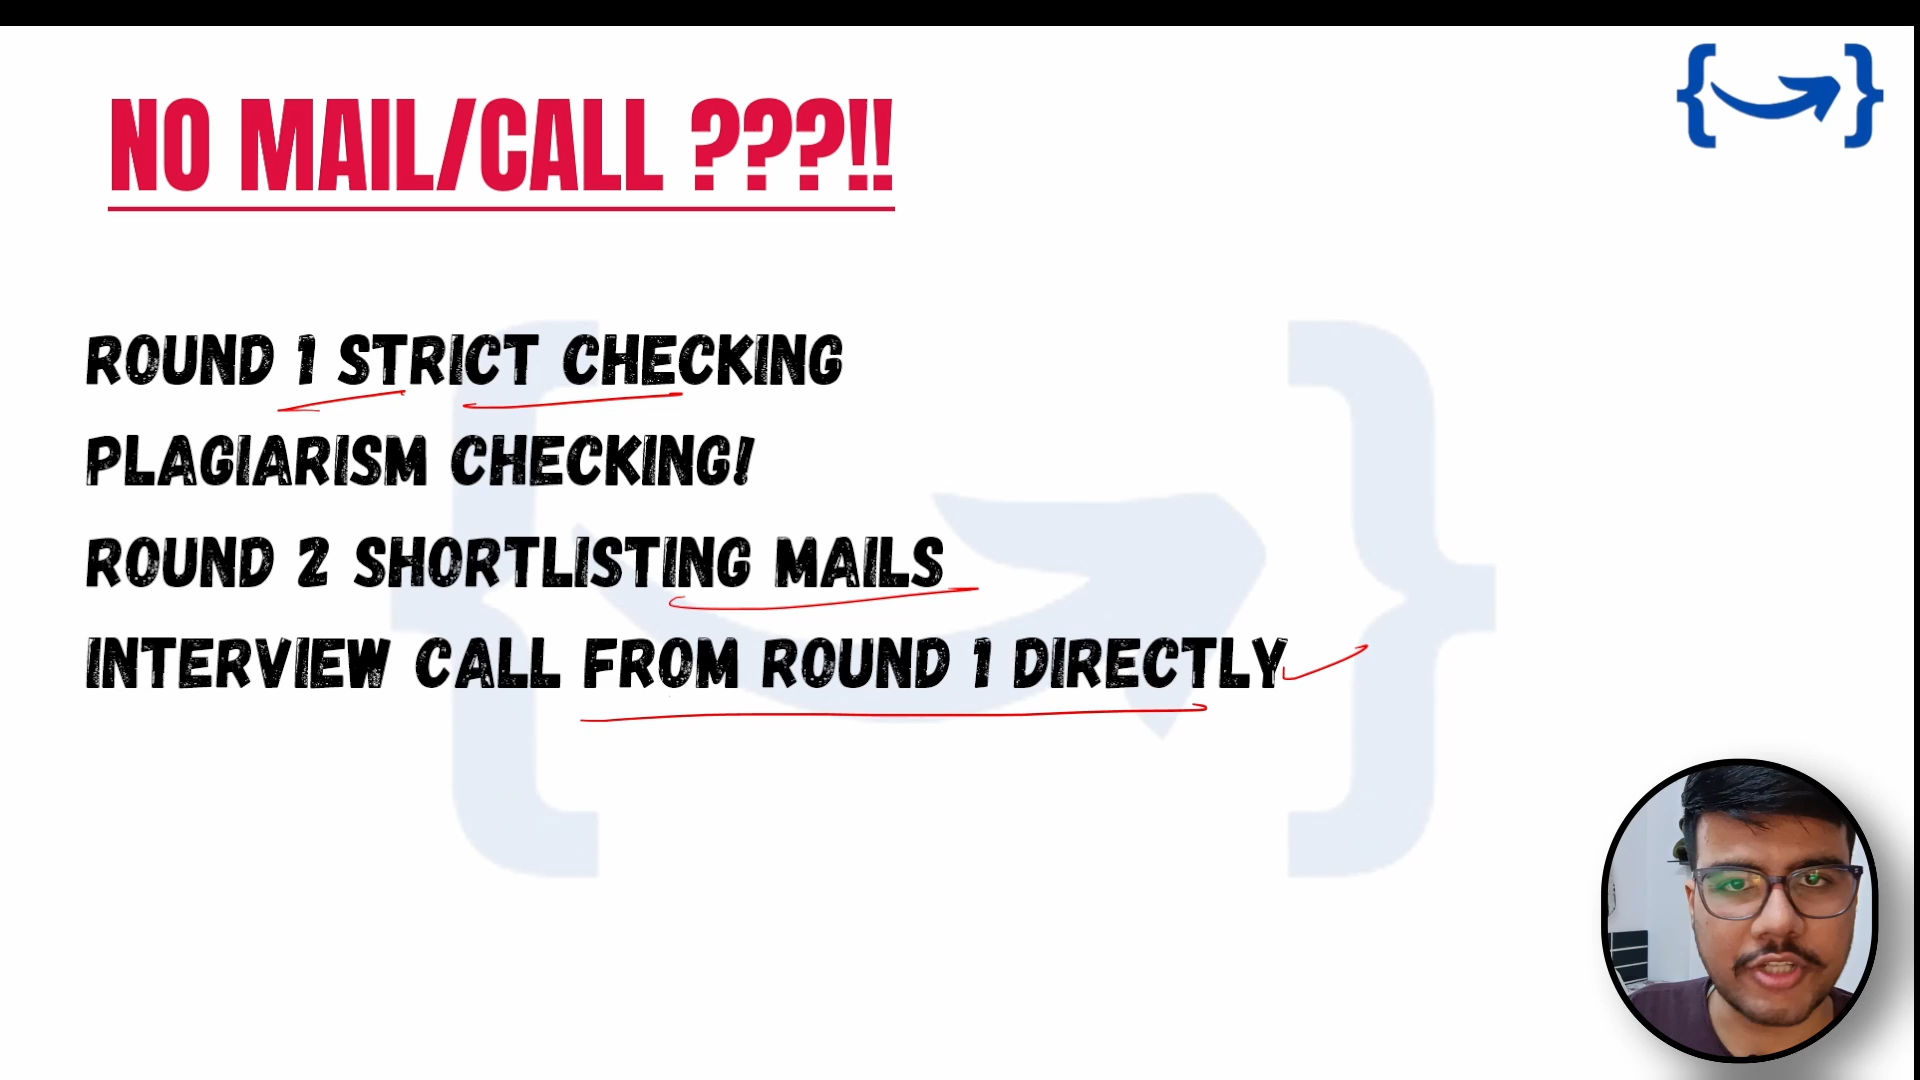 NO MAIL/CALL ???!!
ROUND 1 STRICT CHECKING
PLAGIARISM CHECKING!
ROUND 2 SHORTLISTING MAILS
INTERVIEW CALL FROM ROUND 1 DIRECTLY